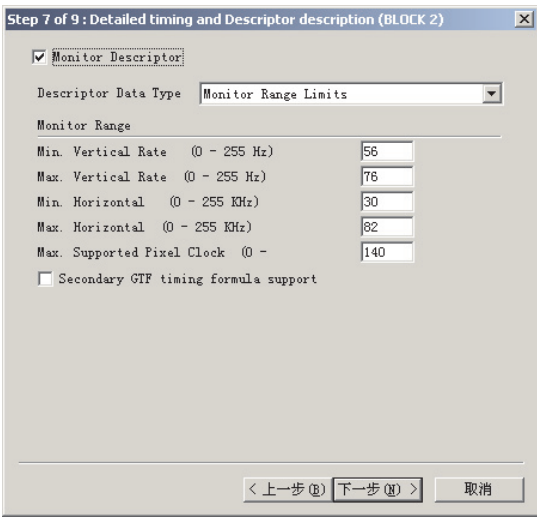 Step 7 of 9 : Detailed timing and Descriptor description (BLOCK 2)
Monitor Descriptor
Descriptor Data Type Monitor Range Limits
Monitor Range
Min. Vertical Rate (0 - 255 Hz) 56
Max. Vertical Rate (0 - 255 Hz) 76
Min. Horizontal (0 - 255 KHz) 30
Max. Horizontal (0 - 255 KHz) 82
Max. Supported Pixel Clock (0 - 140
Secondary GTF timing formula support
< 上一步(B) 下一步(N) > 取消